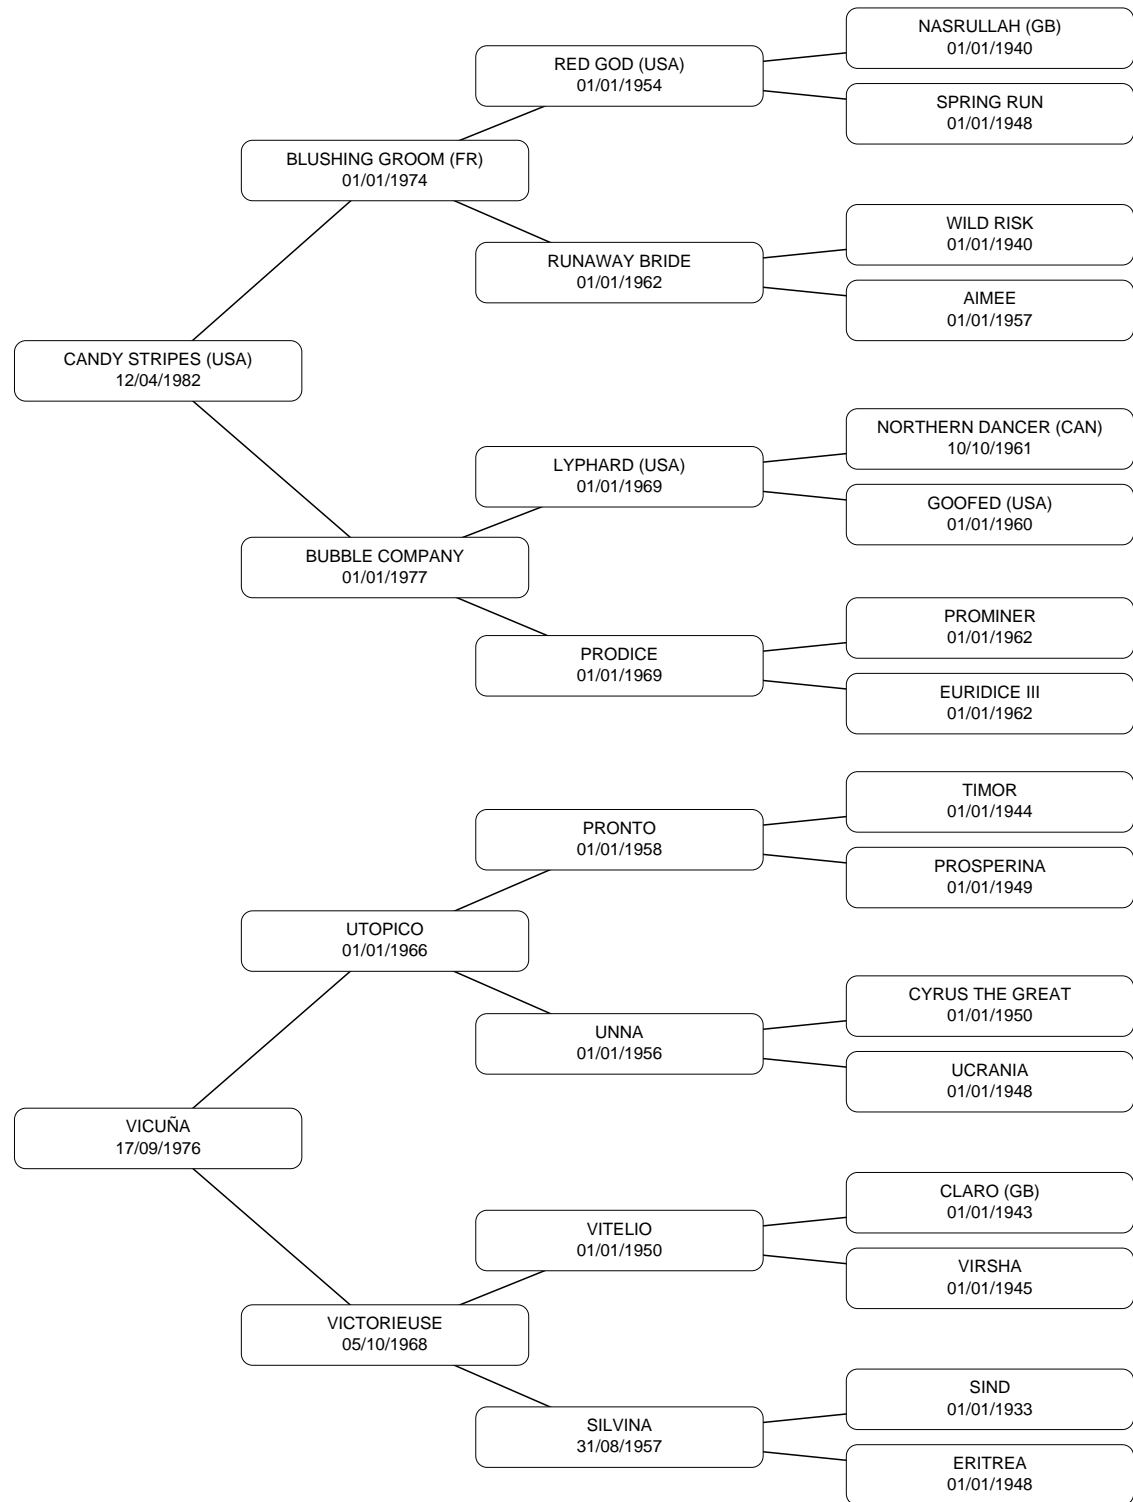 NASRULLAH (GB)
01/01/1940
RED GOD (USA)
01/01/1954
SPRING RUN
01/01/1948
BLUSHING GROOM (FR)
01/01/1974
WILD RISK
01/01/1940
RUNAWAY BRIDE
01/01/1962
AIMEE
01/01/1957
CANDY STRIPES (USA)
12/04/1982
NORTHERN DANCER (CAN)
10/10/1961
LYPHARD (USA)
01/01/1969
GOOFED (USA)
01/01/1960
BUBBLE COMPANY
01/01/1977
PROMINER
01/01/1962
PRODICE
01/01/1969
EURIDICE III
01/01/1962
TIMOR
01/01/1944
PRONTO
01/01/1958
PROSPERINA
01/01/1949
UTOPICO
01/01/1966
CYRUS THE GREAT
01/01/1950
UNNA
01/01/1956
UCRANIA
01/01/1948
VICUÑA
17/09/1976
CLARO (GB)
01/01/1943
VITELIO
01/01/1950
VIRSHA
01/01/1945
VICTORIEUSE
05/10/1968
SIND
01/01/1933
SILVINA
31/08/1957
ERITREA
01/01/1948